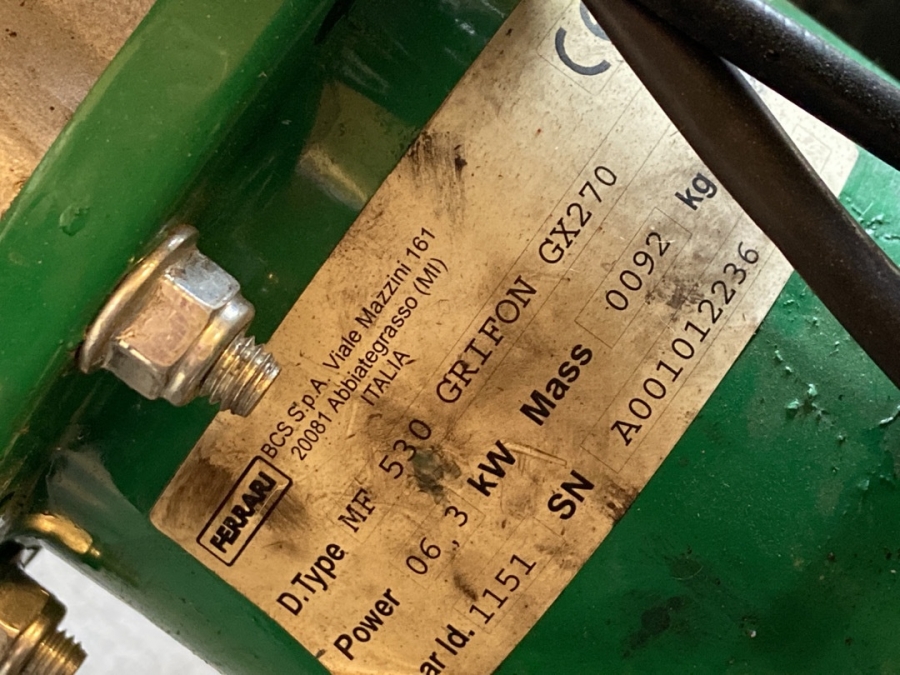 CE
FERRARI
BCS S.p.A. Viale Mazzini 161
20081 Abbiategrasso (MI)
ITALIA
D.Type MF 530 GRIFON GX270
Power 06,3 kW Mass 0092 kg
ar Id. 1151 SN A001012236